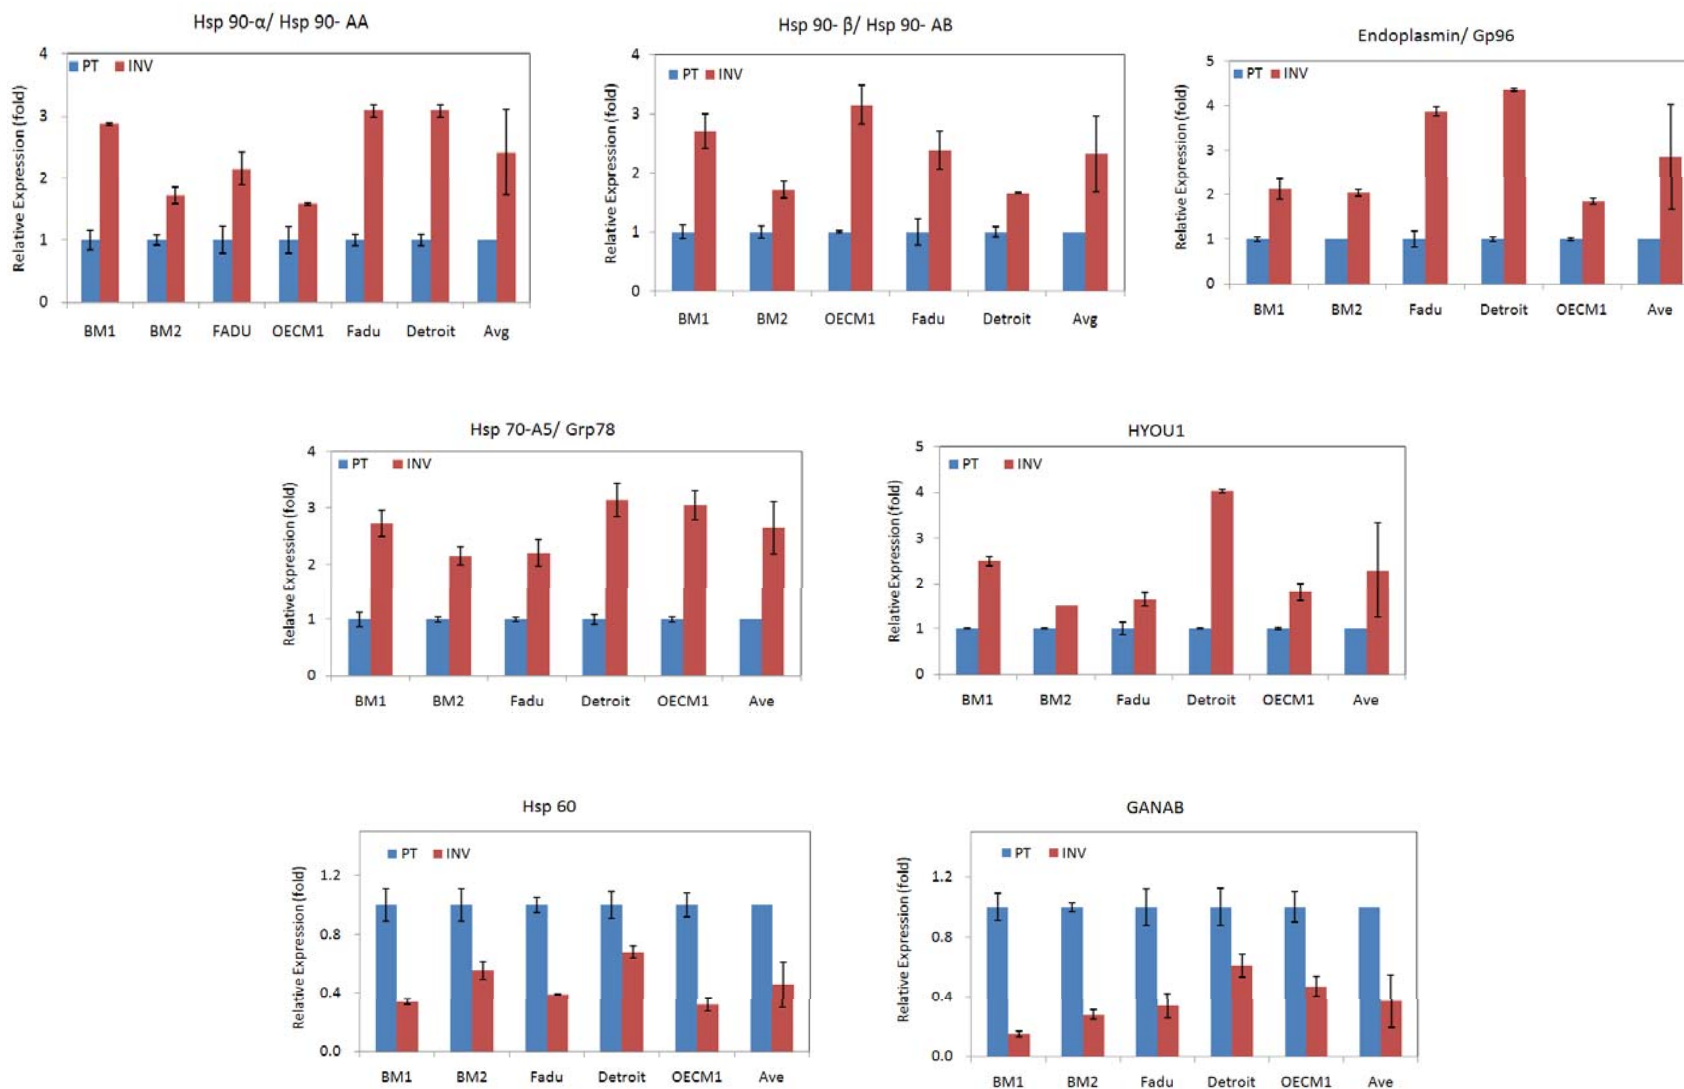 Hsp 90-α/ Hsp 90- AA
Relative Expression (fold)
4
3
2
1
0
PT INV
BM1 BM2 FADU OECM1 Fadu Detroit Avg
Hsp 90- β/ Hsp 90- AB
Relative Expression (fold)
4
3
2
1
0
PT INV
BM1 BM2 OECM1 Fadu Detroit Avg
Endoplasmin/ Gp96
Relative Expression (fold)
5
4
3
2
1
0
PT INV
BM1 BM2 Fadu Detroit OECM1 Ave
Hsp 70-A5/ Grp78
Relative Expression (fold)
4
3
2
1
0
PT INV
BM1 BM2 Fadu Detroit OECM1 Ave
HYOU1
Relative Expression (fold)
5
4
3
2
1
0
PT INV
BM1 BM2 Fadu Detroit OECM1 Ave
Hsp 60
Relative Expression (fold)
1.2
0.8
0.4
0.0
PT INV
BM1 BM2 Fadu Detroit OECM1 Ave
GANAB
Relative Expression (fold)
1.2
0.8
0.4
0.0
PT INV
BM1 BM2 Fadu Detroit OECM1 Ave